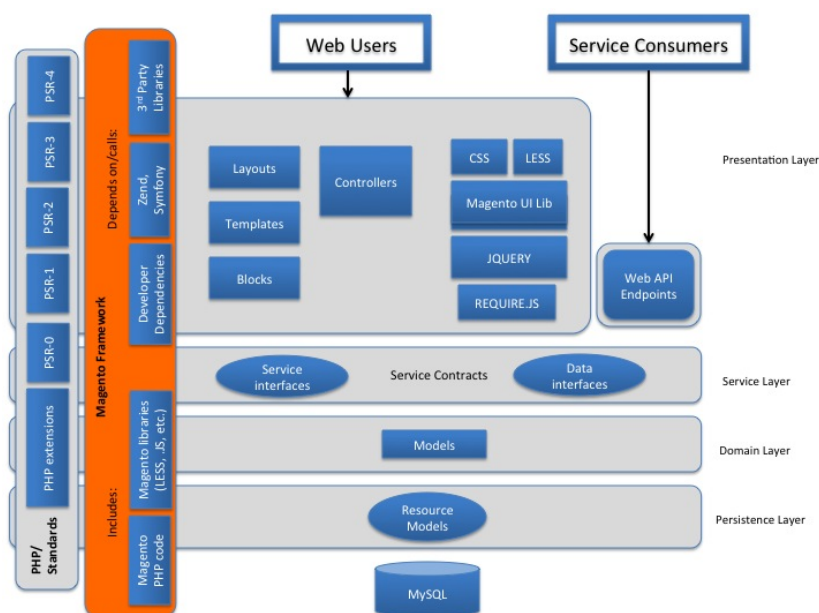 Web Users
Service Consumers
PSR-4
PSR-3
PSR-2
PSR-1
PSR-0
PHP extensions
PHP/
Standards
Magento Framework
Depends on/calls:
3rd Party
Libraries
Zend,
Symfony
Developer
Dependencies
Includes:
Magento libraries
(LESS, .JS, etc.)
Magento
PHP code
Layouts
Templates
Blocks
Controllers
CSS
LESS
Magento UI Lib
JQUERY
REQUIRE.JS
Web API
Endpoints
Presentation Layer
Service
interfaces
Service Contracts
Data
interfaces
Service Layer
Models
Domain Layer
Resource
Models
Persistence Layer
MySQL